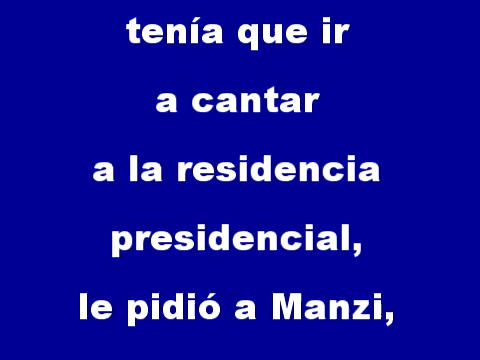 tenía que ir
a cantar
a la residencia
presidencial,
le pidió a Manzi,